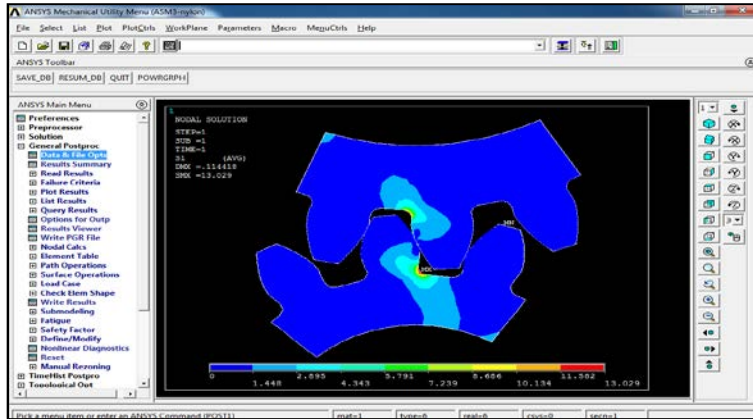 ANSYS Mechanical Utility Menu (ASM3-nylon)
File Select List Plot PlotCtrls WorkPlane Parameters Macro MenuCtrls Help
ANSYS Toolbar
SAVE_DB RESUM_DB QUIT POWRGRPH
ANSYS Main Menu
Preferences
Preprocessor
Solution
General Postproc
Data & File Opts
Results Summary
Read Results
Failure Criteria
Plot Results
List Results
Query Results
Options for Outp
Results Viewer
Write PGR File
Nodal Calcs
Element Table
Path Operations
Surface Operations
Load Case
Check Elem Shape
Write Results
Submodeling
Fatigue
Safety Factor
Define/Modify
Nonlinear Diagnostics
Reset
Manual Rezoning
TimeHist Postpro
Topological Opt
1
NODAL SOLUTION
STEP=1
SUB =1
TIME=1
S1 (AVG)
DMX =.114418
SMX =13.029
MN
MX
0 2.895 5.791 8.686 11.582
1.448 4.343 7.239 10.134 13.029
1
3
Pick a menu item or enter an ANSYS Command (POST1) mat=1 type=6 real=6 csys=0 secn=1